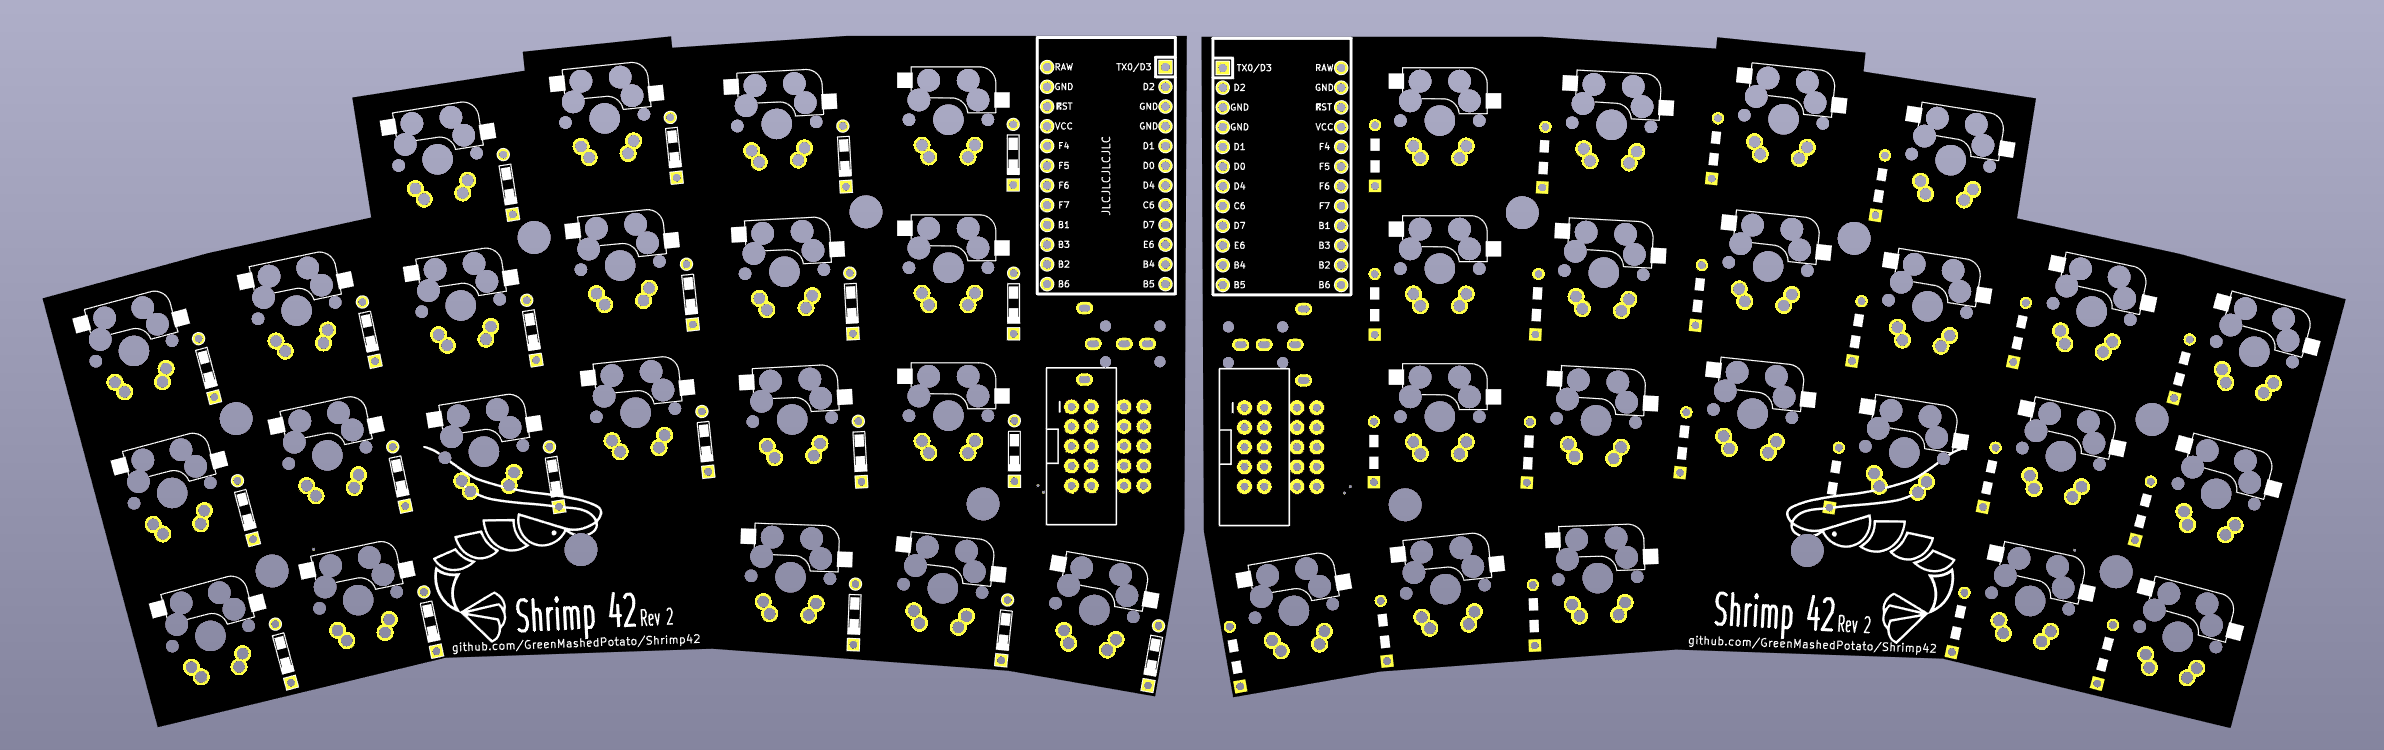 RAW TX0/D3
GND D2
RST GND
VCC GND
F4 D1
F5 D0
F6 D4
F7 C6
B1 D7
B3 E6
B2 B4
B6 B5
JLCJLCJLCJLC
TX0/D3 RAW
D2 GND
GND RST
GND VCC
D1 F4
D0 F5
D4 F6
C6 F7
D7 B1
E6 B3
B4 B2
B5 B6
Shrimp 42 Rev 2
github.com/GreenMashedPotato/Shrimp42
Shrimp 42 Rev 2
github.com/GreenMashedPotato/Shrimp42